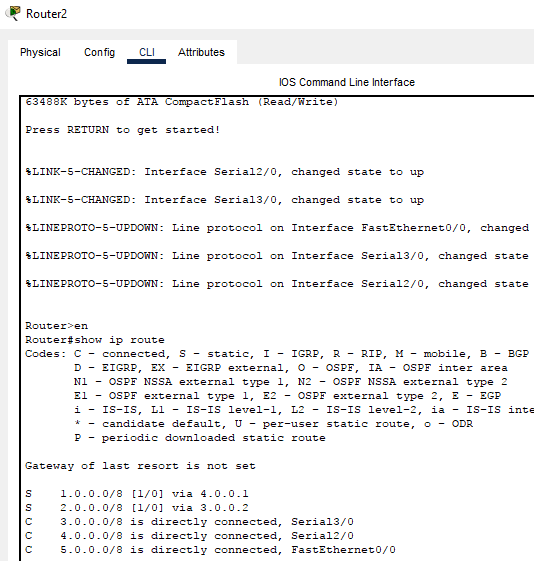 Router2
Physical Config CLI Attributes
IOS Command Line Interface
63488K bytes of ATA CompactFlash (Read/Write)
Press RETURN to get started!
%LINK-5-CHANGED: Interface Serial2/0, changed state to up
%LINK-5-CHANGED: Interface Serial3/0, changed state to up
%LINEPROTO-5-UPDOWN: Line protocol on Interface FastEthernet0/0, changed
%LINEPROTO-5-UPDOWN: Line protocol on Interface Serial3/0, changed state
%LINEPROTO-5-UPDOWN: Line protocol on Interface Serial2/0, changed state
Router>en
Router#show ip route
Codes: C - connected, S - static, I - IGRP, R - RIP, M - mobile, B - BGP
D - EIGRP, EX - EIGRP external, O - OSPF, IA - OSPF inter area
N1 - OSPF NSSA external type 1, N2 - OSPF NSSA external type 2
E1 - OSPF external type 1, E2 - OSPF external type 2, E - EGP
i - IS-IS, L1 - IS-IS level-1, L2 - IS-IS level-2, ia - IS-IS inte
* - candidate default, U - per-user static route, o - ODR
P - periodic downloaded static route
Gateway of last resort is not set
S 1.0.0.0/8 [1/0] via 4.0.0.1
S 2.0.0.0/8 [1/0] via 3.0.0.2
C 3.0.0.0/8 is directly connected, Serial3/0
C 4.0.0.0/8 is directly connected, Serial2/0
C 5.0.0.0/8 is directly connected, FastEthernet0/0